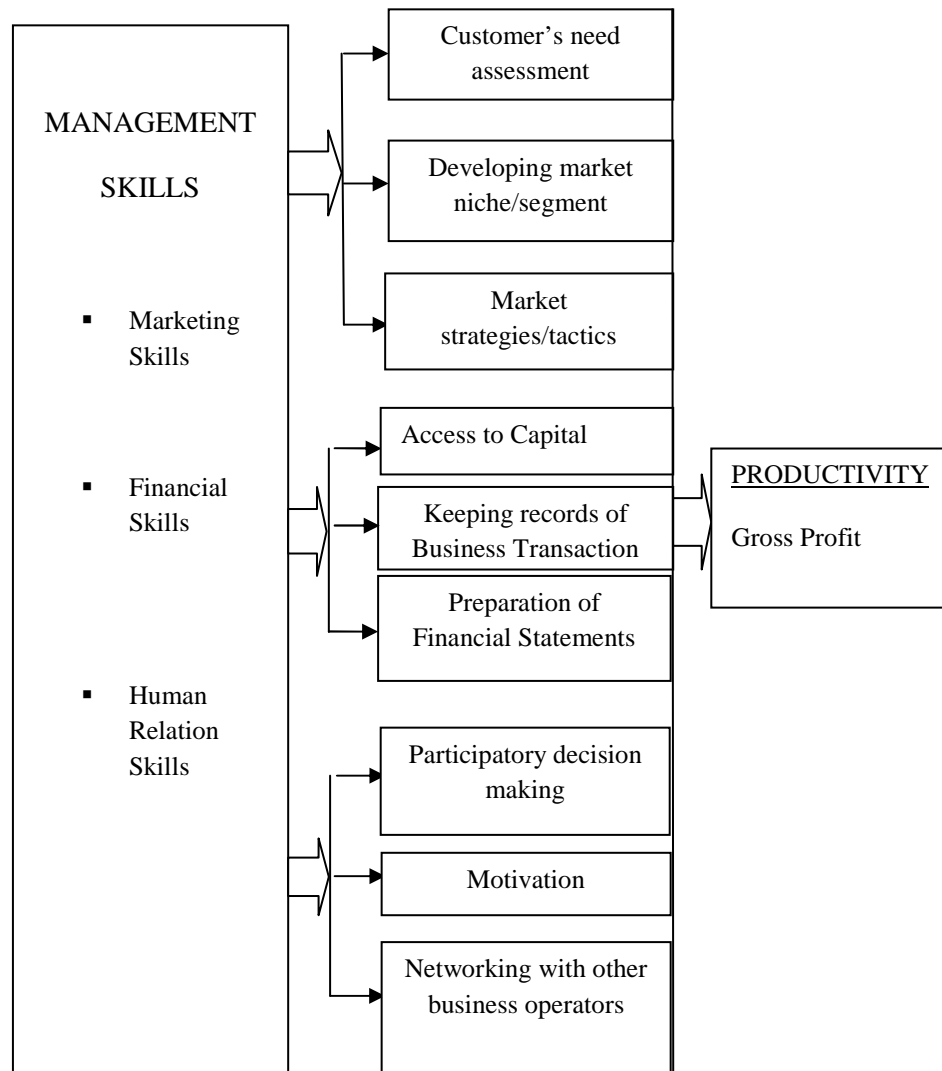 MANAGEMENT
SKILLS
▪ Marketing
Skills
▪ Financial
Skills
▪ Human
Relation
Skills
Customer’s need
assessment
Developing market
niche/segment
Market
strategies/tactics
Access to Capital
Keeping records of
Business Transaction
Preparation of
Financial Statements
Participatory decision
making
Motivation
Networking with other
business operators
PRODUCTIVITY
Gross Profit